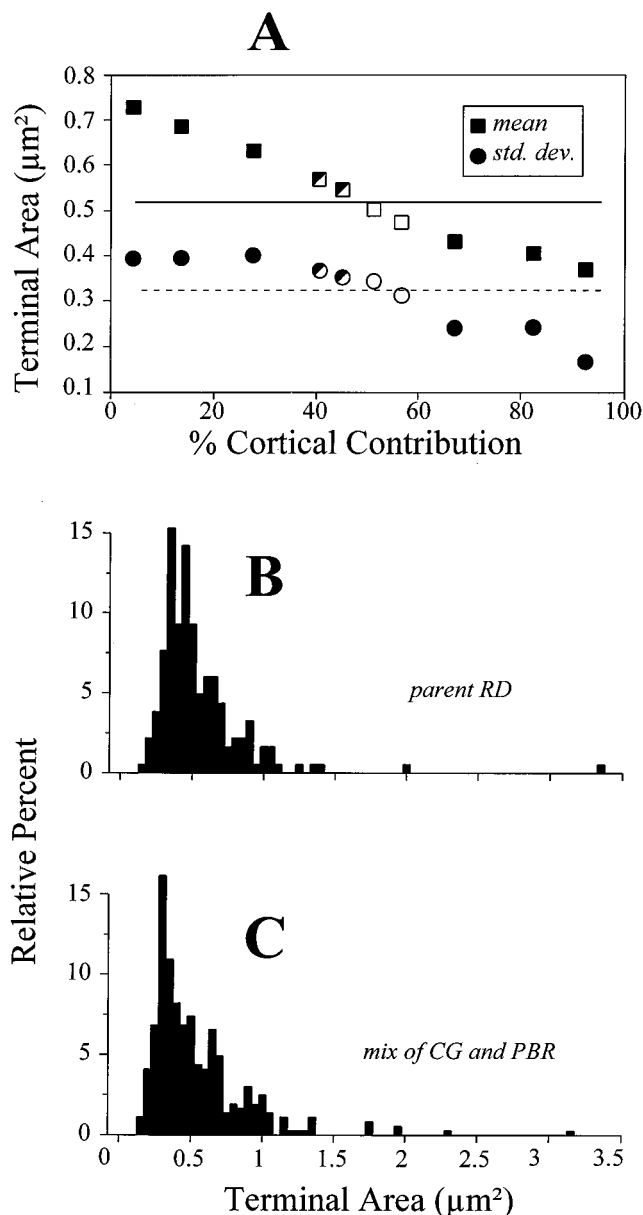 A
Terminal Area (µm²)
0.8
0.7
0.6
0.5
0.4
0.3
0.2
0.1
mean
std. dev.
0 20 40 60 80 100
% Cortical Contribution
Relative Percent
B
15
10
5
0
parent RD
C
15
10
5
0
mix of CG and PBR
0 0.5 1 1.5 2 2.5 3 3.5
Terminal Area (µm²)